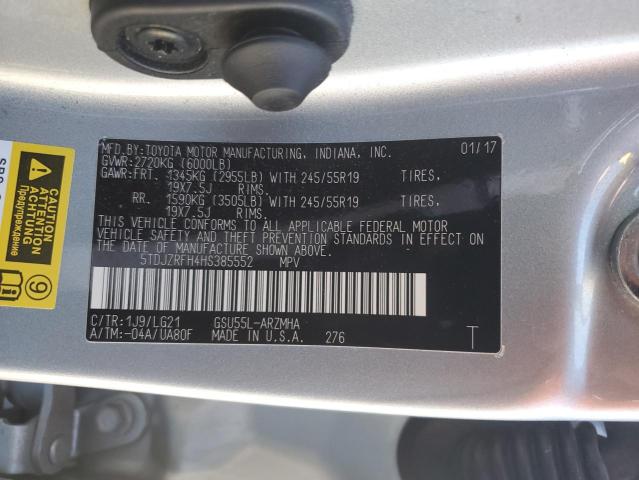 MFD.BY:TOYOTA MOTOR MANUFACTURING, INDIANA, INC. 01/17
GVWR:2720KG (6000LB)
GAWR:FRT. 1345KG (2955LB) WITH 245/55R19 TIRES,
19X7.5J RIMS.
RR. 1590KG (3505LB) WITH 245/55R19 TIRES,
19X7.5J RIMS.
THIS VEHICLE CONFORMS TO ALL APPLICABLE FEDERAL MOTOR
VEHICLE SAFETY AND THEFT PREVENTION STANDARDS IN EFFECT ON
THE DATE OF MANUFACTURE SHOWN ABOVE.
5TDJZRFH4HS385552 MPV
C/TR:1J9/LG21 GSU55L-ARZMHA
A/TM:-04A/UA80F MADE IN U.S.A. 276 T
CAUTION
ATTENTION
ACHTUNG
Предупреждение